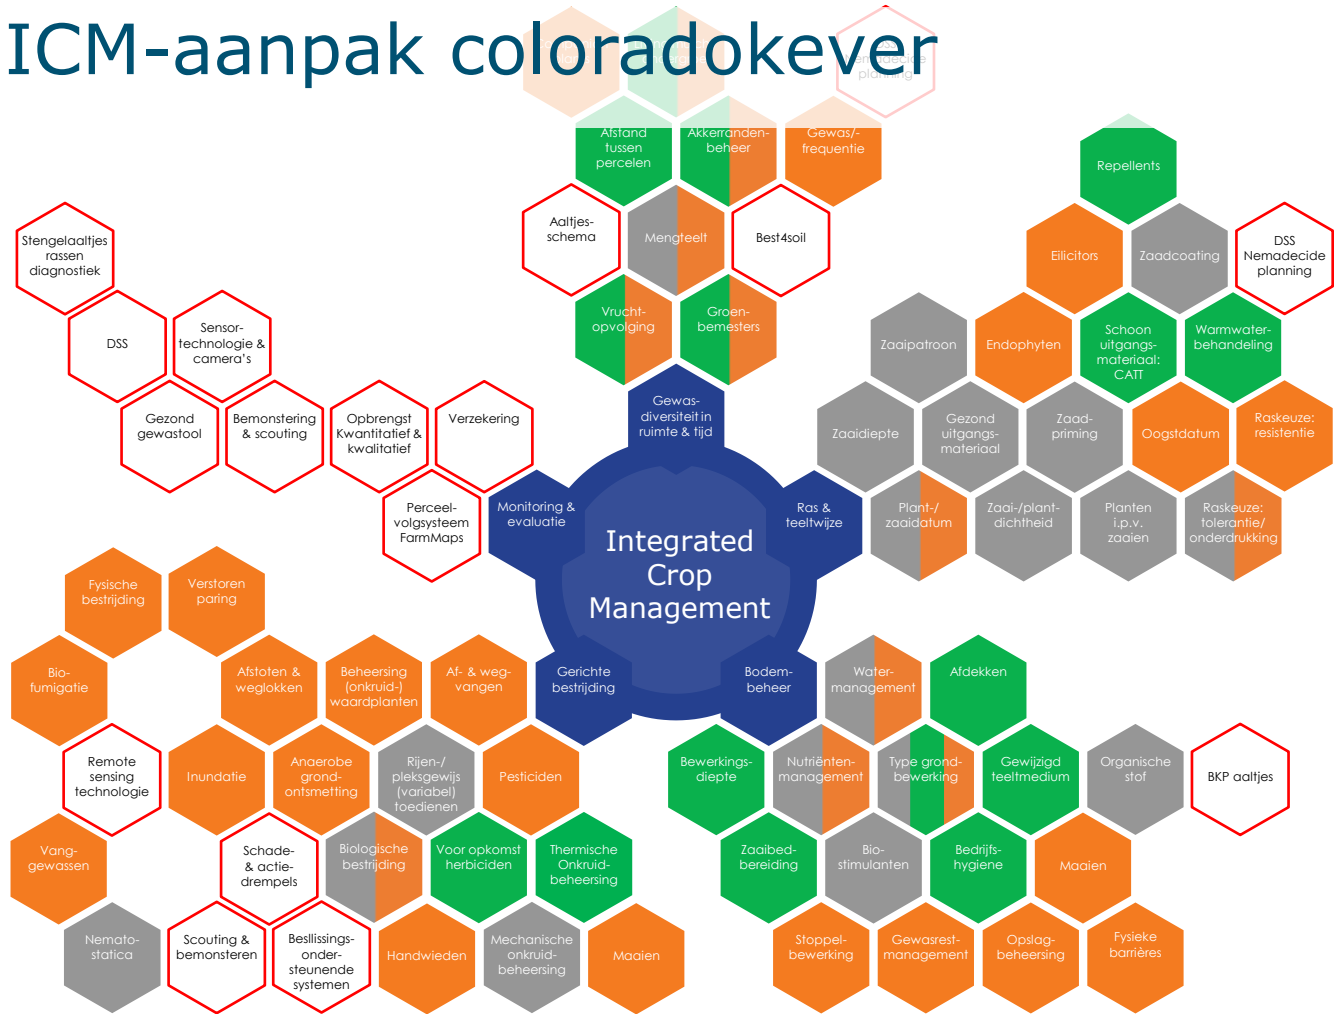 ICM-aanpak coloradokever
DSS
Nemadecide
planning
Afstand
tussen
percelen
Akkerranden-
beheer
Gewas/-
frequentie
Aaltjes-
schema
Mengteelt
Best4soil
Vrucht-
opvolging
Groen-
bemesters
Gewas-
diversiteit in
ruimte & tijd
Stengelaaltjes
rassen
diagnostiek
DSS
Sensor-
technologie &
camera's
Gezond
gewastool
Bemonstering
& scouting
Opbrengst
Kwantitatief &
kwalitatief
Verzekering
Perceel-
volgsysteem
FarmMaps
Monitoring &
evaluatie
Repellents
Eilicitors
Zaadcoating
DSS
Nemadecide
planning
Zaaipatroon
Endophyten
Schoon
uitgangs-
materiaal:
CATT
Warmwater-
behandeling
Zaaidiepte
Gezond
uitgangs-
materiaal
Zaad-
priming
Oogstdatum
Raskeuze:
resistentie
Ras &
teeltwijze
Plant-/
zaaidatum
Zaai-/plant-
dichtheid
Planten
i.p.v.
zaaien
Raskeuze:
tolerantie/
onderdrukking
Integrated
Crop
Management
Fysische
bestrijding
Verstoren
paring
Bio-
fumigatie
Afstoten &
weglokken
Beheersing
(onkruid-)
waardplanten
Af- & weg-
vangen
Gerichte
bestrijding
Remote
sensing
technologie
Inundatie
Anaerobe
grond-
ontsmetting
Rijen-/
pleksgewijs
(variabel)
toedienen
Pesticiden
Vang-
gewassen
Schade-
& actie-
drempels
Biologische
bestrijding
Voor opkomst
herbiciden
Thermische
Onkruid-
beheersing
Nemato-
statica
Scouting &
bemonsteren
Besllissings-
onder-
steunende
systemen
Handwieden
Mechanische
onkruid-
beheersing
Maaien
Bodem-
beheer
Water-
management
Afdekken
Bewerkings-
diepte
Nutriënten-
management
Type grond-
bewerking
Gewijzigd
teeltmedium
Organische
stof
BKP aaltjes
Zaaibed-
bereiding
Bio-
stimulanten
Bedrijfs-
hygiene
Maaien
Stoppel-
bewerking
Gewasrest-
management
Opslag-
beheersing
Fysieke
barrières